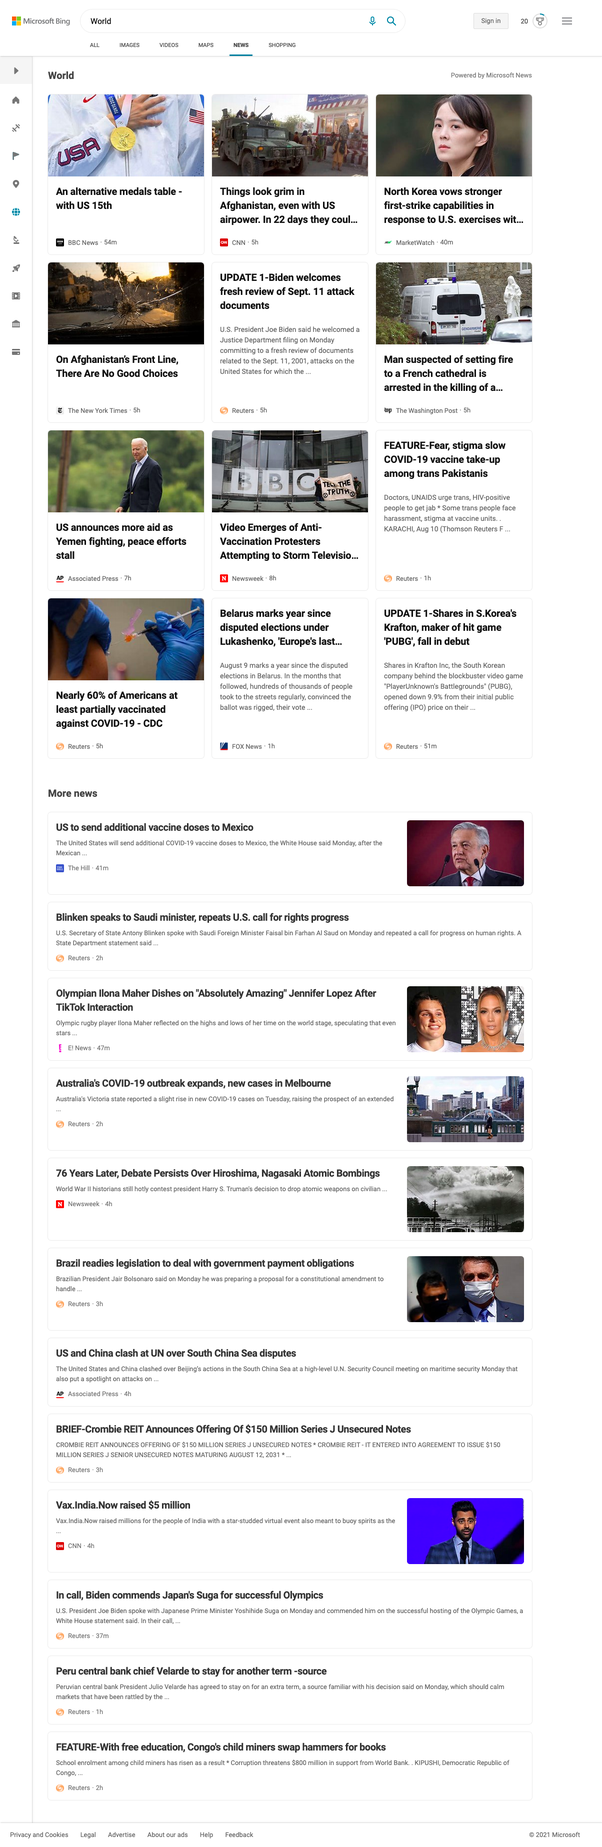 Microsoft Bing
World
Sign in
20
ALL IMAGES VIDEOS MAPS NEWS SHOPPING
World
Powered by Microsoft News
USA
An alternative medals table -
with US 15th
BBC News · 54m
Things look grim in
Afghanistan, even with US
airpower. In 22 days they coul...
CNN · 5h
North Korea vows stronger
first-strike capabilities in
response to U.S. exercises wit...
MarketWatch · 40m
On Afghanistan's Front Line,
There Are No Good Choices
The New York Times · 5h
UPDATE 1-Biden welcomes
fresh review of Sept. 11 attack
documents
U.S. President Joe Biden said he welcomed a
Justice Department filing on Monday
committing to a fresh review of documents
related to the Sept. 11, 2001, attacks on the
United States for which the ...
Reuters · 5h
Man suspected of setting fire
to a French cathedral is
arrested in the killing of a...
The Washington Post · 5h
US announces more aid as
Yemen fighting, peace efforts
stall
AP Associated Press · 7h
BBC
TELL THE
TRUTH
Video Emerges of Anti-
Vaccination Protesters
Attempting to Storm Televisio...
N Newsweek · 8h
FEATURE-Fear, stigma slow
COVID-19 vaccine take-up
among trans Pakistanis
Doctors, UNAIDS urge trans, HIV-positive
people to get jab * Some trans people face
harassment, stigma at vaccine units. .
KARACHI, Aug 10 (Thomson Reuters F ...
Reuters · 1h
Nearly 60% of Americans at
least partially vaccinated
against COVID-19 - CDC
Reuters · 5h
Belarus marks year since
disputed elections under
Lukashenko, 'Europe's last...
August 9 marks a year since the disputed
elections in Belarus. In the months that
followed, hundreds of thousands of people
took to the streets regularly, convinced the
ballot was rigged, their vote ...
FOX News · 1h
UPDATE 1-Shares in S.Korea's
Krafton, maker of hit game
'PUBG', fall in debut
Shares in Krafton Inc, the South Korean
company behind the blockbuster video game
"PlayerUnknown's Battlegrounds" (PUBG),
opened down 9.9% from their initial public
offering (IPO) price on their ...
Reuters · 51m
More news
US to send additional vaccine doses to Mexico
The United States will send additional COVID-19 vaccine doses to Mexico, the White House said Monday, after the
Mexican ...
The Hill · 41m
Blinken speaks to Saudi minister, repeats U.S. call for rights progress
U.S. Secretary of State Antony Blinken spoke with Saudi Foreign Minister Faisal bin Farhan Al Saud on Monday and repeated a call for progress on human rights. A
State Department statement said ...
Reuters · 2h
Olympian Ilona Maher Dishes on "Absolutely Amazing" Jennifer Lopez After
TikTok Interaction
Olympic rugby player Ilona Maher reflected on the highs and lows of her time on the world stage, speculating that even
stars ...
E! News · 47m
Australia's COVID-19 outbreak expands, new cases in Melbourne
Australia's Victoria state reported a slight rise in new COVID-19 cases on Tuesday, raising the prospect of an extended
...
Reuters · 2h
76 Years Later, Debate Persists Over Hiroshima, Nagasaki Atomic Bombings
World War II historians still hotly contest president Harry S. Truman's decision to drop atomic weapons on civilian ...
N Newsweek · 4h
Brazil readies legislation to deal with government payment obligations
Brazilian President Jair Bolsonaro said on Monday he was preparing a proposal for a constitutional amendment to
handle ...
Reuters · 3h
US and China clash at UN over South China Sea disputes
The United States and China clashed over Beijing's actions in the South China Sea at a high-level U.N. Security Council meeting on maritime security Monday that
also put a spotlight on attacks on ...
AP Associated Press · 4h
BRIEF-Crombie REIT Announces Offering Of $150 Million Series J Unsecured Notes
CROMBIE REIT ANNOUNCES OFFERING OF $150 MILLION SERIES J UNSECURED NOTES * CROMBIE REIT - IT ENTERED INTO AGREEMENT TO ISSUE $150
MILLION SERIES J SENIOR UNSECURED NOTES MATURING AUGUST 12, 2031 * ...
Reuters · 3h
Vax.India.Now raised $5 million
Vax.India.Now raised millions for the people of India with a star-studded virtual event also meant to buoy spirits as the
...
CNN · 4h
In call, Biden commends Japan's Suga for successful Olympics
U.S. President Joe Biden spoke with Japanese Prime Minister Yoshihide Suga on Monday and commended him on the successful hosting of the Olympic Games, a
White House statement said. In their call, ...
Reuters · 37m
Peru central bank chief Velarde to stay for another term -source
Peruvian central bank President Julio Velarde has agreed to stay on for an extra term, a source familiar with his decision said on Monday, which should calm
markets that have been rattled by the ...
Reuters · 1h
FEATURE-With free education, Congo's child miners swap hammers for books
School enrolment among child miners has risen as a result * Corruption threatens $800 million in support from World Bank. . KIPUSHI, Democratic Republic of
Congo, ...
Reuters · 2h
Privacy and Cookies Legal Advertise About our ads Help Feedback
© 2021 Microsoft